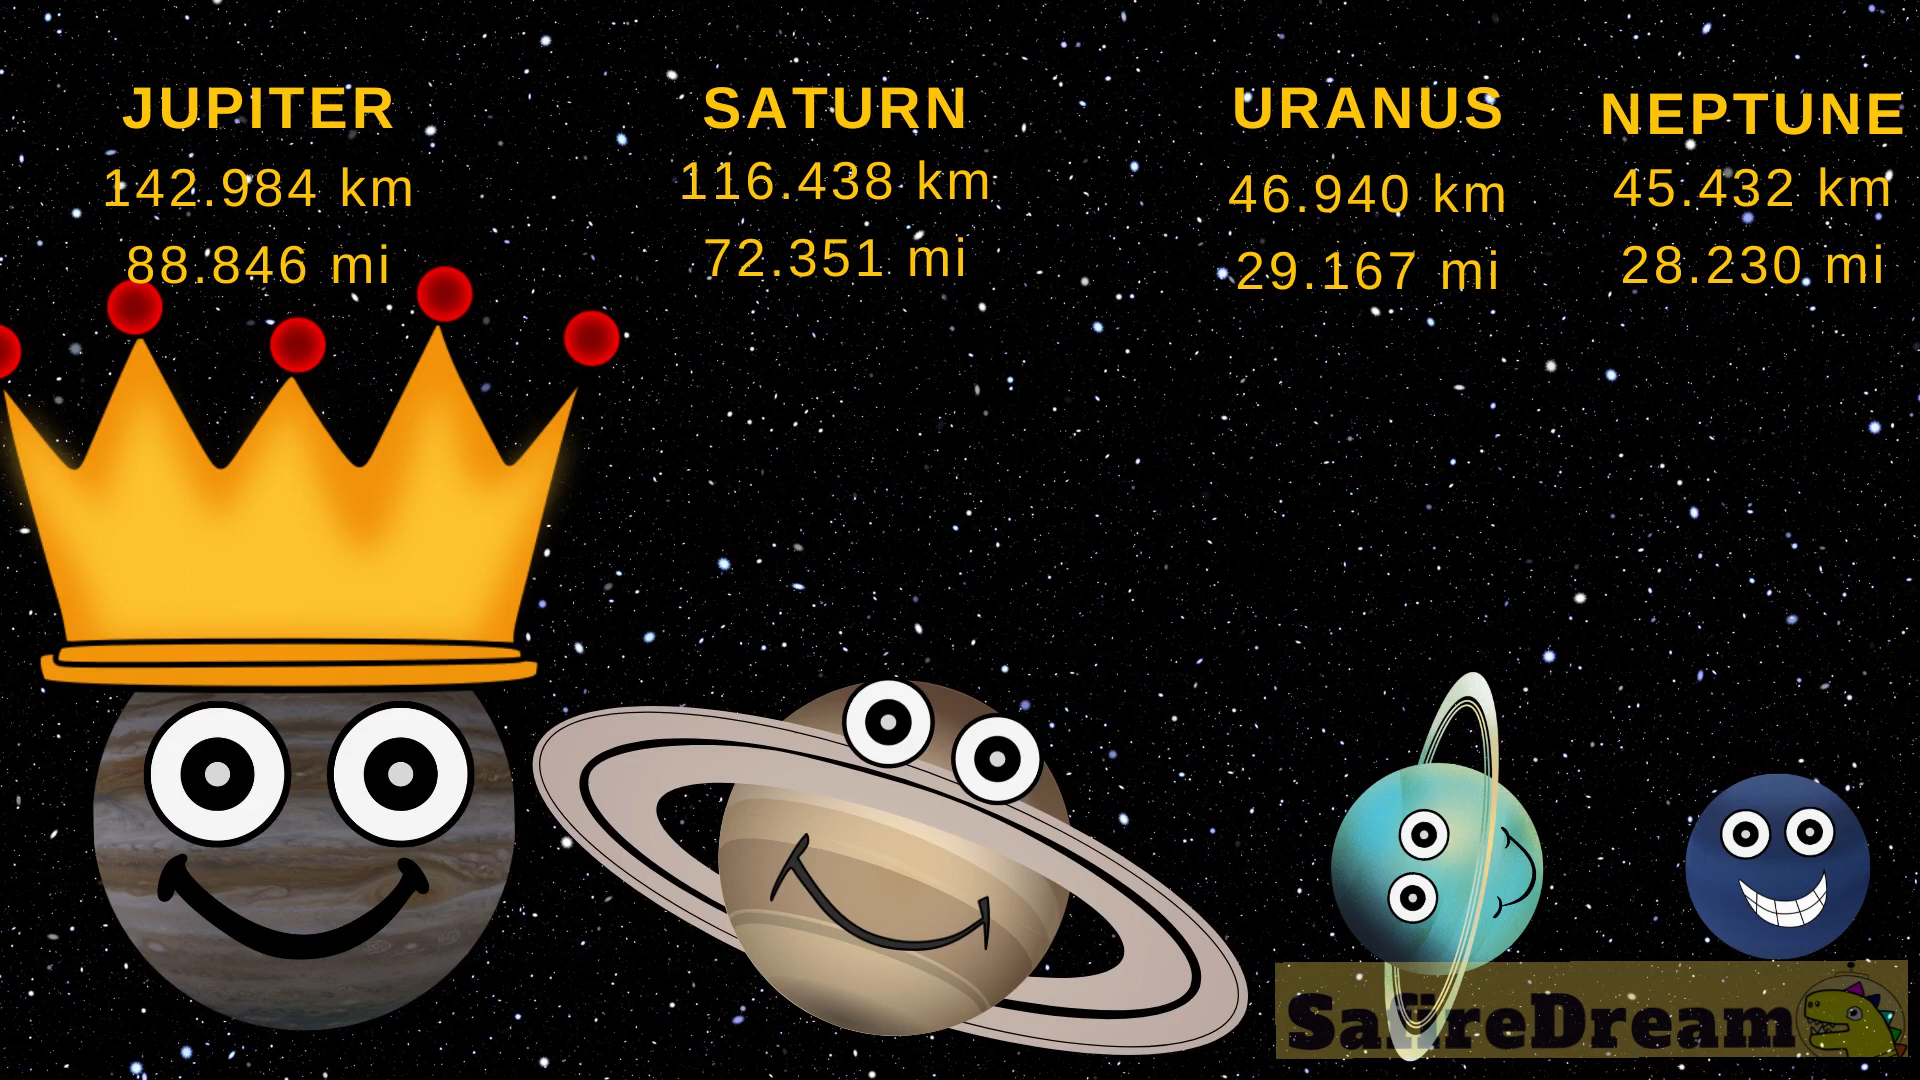 JUPITER
142.984 km
88.846 mi
SATURN
116.438 km
72.351 mi
URANUS
46.940 km
29.167 mi
NEPTUNE
45.432 km
28.230 mi
SafireDream